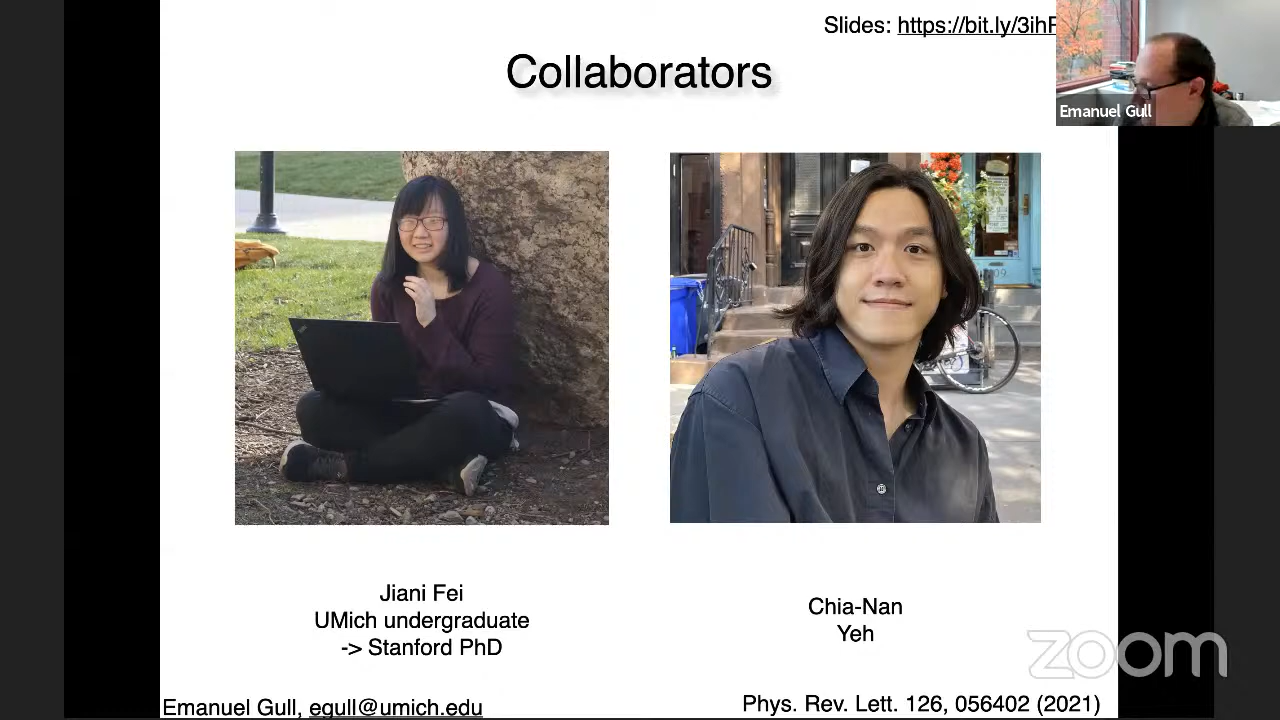 Slides: https://bit.ly/3ih
Collaborators
Emanuel Gull
Jiani Fei
UMich undergraduate
-> Stanford PhD
Chia-Nan
Yeh
zoom
Emanuel Gull, egull@umich.edu
Phys. Rev. Lett. 126, 056402 (2021)